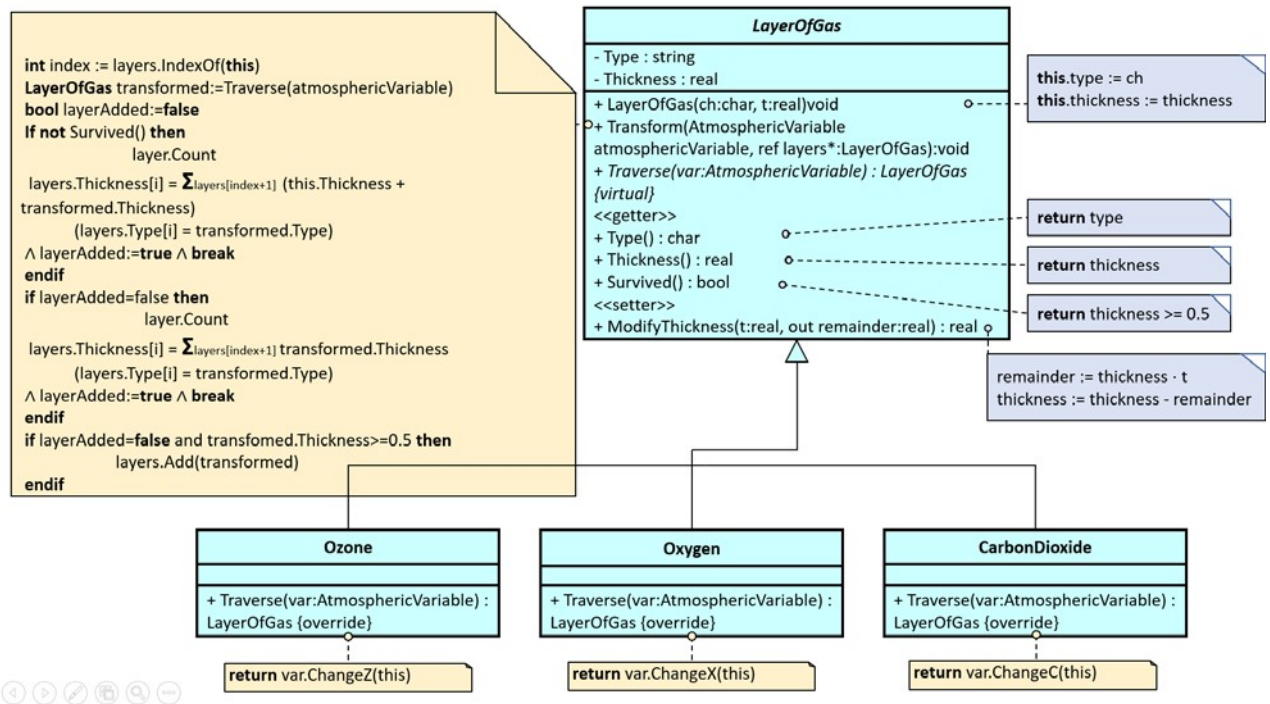 int index := layers.IndexOf(this)
LayerOfGas transformed:=Traverse(atmosphericVariable)
bool layerAdded:=false
If not Survived() then
layer.Count
layers.Thickness[i] = Σlayers[index+1] (this.Thickness +
transformed.Thickness)
(layers.Type[i] = transformed.Type)
∧ layerAdded:=true ∧ break
endif
if layerAdded=false then
layer.Count
layers.Thickness[i] = Σlayers[index+1] transformed.Thickness
(layers.Type[i] = transformed.Type)
∧ layerAdded:=true ∧ break
endif
if layerAdded=false and transfomed.Thickness>=0.5 then
layers.Add(transformed)
endif
LayerOfGas
- Type : string
- Thickness : real
+ LayerOfGas(ch:char, t:real)void
+ Transform(AtmosphericVariable
atmosphericVariable, ref layers*:LayerOfGas):void
+ Traverse(var:AtmosphericVariable) : LayerOfGas
{virtual}
<<getter>>
+ Type() : char
+ Thickness() : real
+ Survived() : bool
<<setter>>
+ ModifyThickness(t:real, out remainder:real) : real
this.type := ch
this.thickness := thickness
return type
return thickness
return thickness >= 0.5
remainder := thickness · t
thickness := thickness - remainder
Ozone
+ Traverse(var:AtmosphericVariable) :
LayerOfGas {override}
return var.ChangeZ(this)
Oxygen
+ Traverse(var:AtmosphericVariable) :
LayerOfGas {override}
return var.ChangeX(this)
CarbonDioxide
+ Traverse(var:AtmosphericVariable) :
LayerOfGas {override}
return var.ChangeC(this)